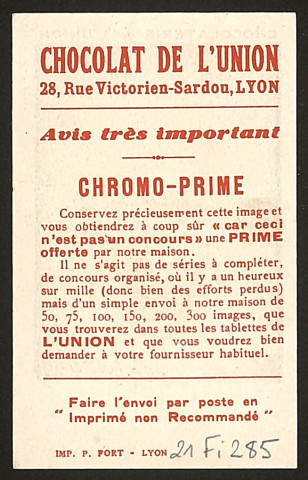 CHOCOLAT DE L'UNION
28, Rue Victorien-Sardou, LYON
Avis très important
CHROMO-PRIME
Conservez précieusement cette image et
vous obtiendrez à coup sûr « car ceci
n'est pas un concours » une PRIME
offerte par notre maison.
Il ne s'agit pas de séries à compléter,
de concours organisé, où il y a un heureux
sur mille (donc bien des efforts perdus)
mais d'un simple envoi à notre maison de
50, 75, 100, 150, 200, 300 images, que
vous trouverez dans toutes les tablettes de
L'UNION et que vous voudrez bien
demander à votre fournisseur habituel.
Faire l'envoi par poste en
" Imprimé non Recommandé "
IMP. P. FORT - LYON 21 Fi 285